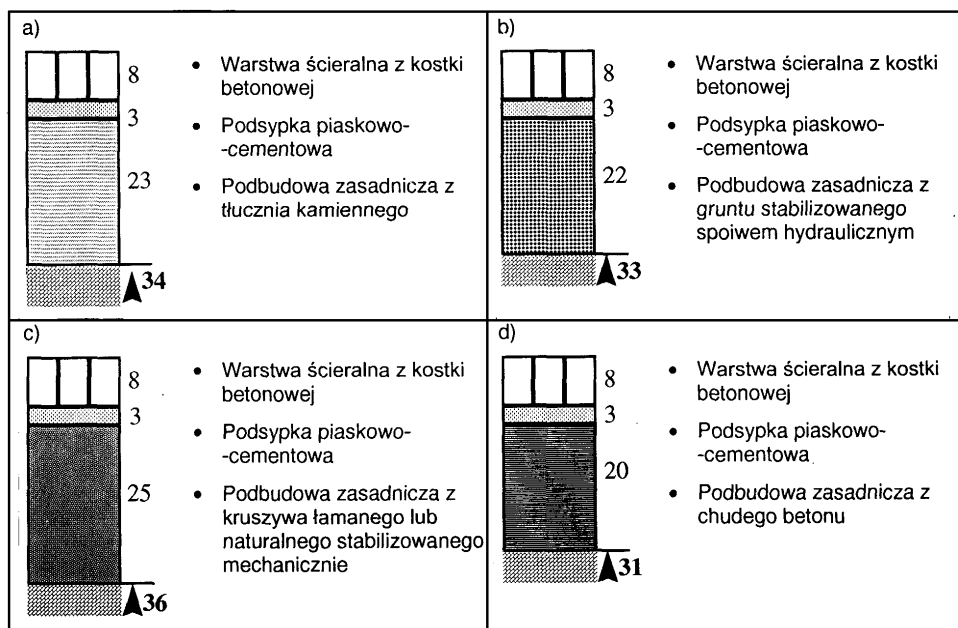 a)
8
3
23
34
• Warstwa ścieralna z kostki
betonowej
• Podsypka piaskowo-
-cementowa
• Podbudowa zasadnicza z
tłucznia kamiennego
b)
8
3
22
33
• Warstwa ścieralna z kostki
betonowej
• Podsypka piaskowo-
-cementowa
• Podbudowa zasadnicza z
gruntu stabilizowanego
spoiwem hydraulicznym
c)
8
3
25
36
• Warstwa ścieralna z kostki
betonowej
• Podsypka piaskowo-
-cementowa
• Podbudowa zasadnicza z
kruszywa łamanego lub
naturalnego stabilizowanego
mechanicznie
d)
8
3
20
31
• Warstwa ścieralna z kostki
betonowej
• Podsypka piaskowo-
-cementowa
• Podbudowa zasadnicza z
chudego betonu